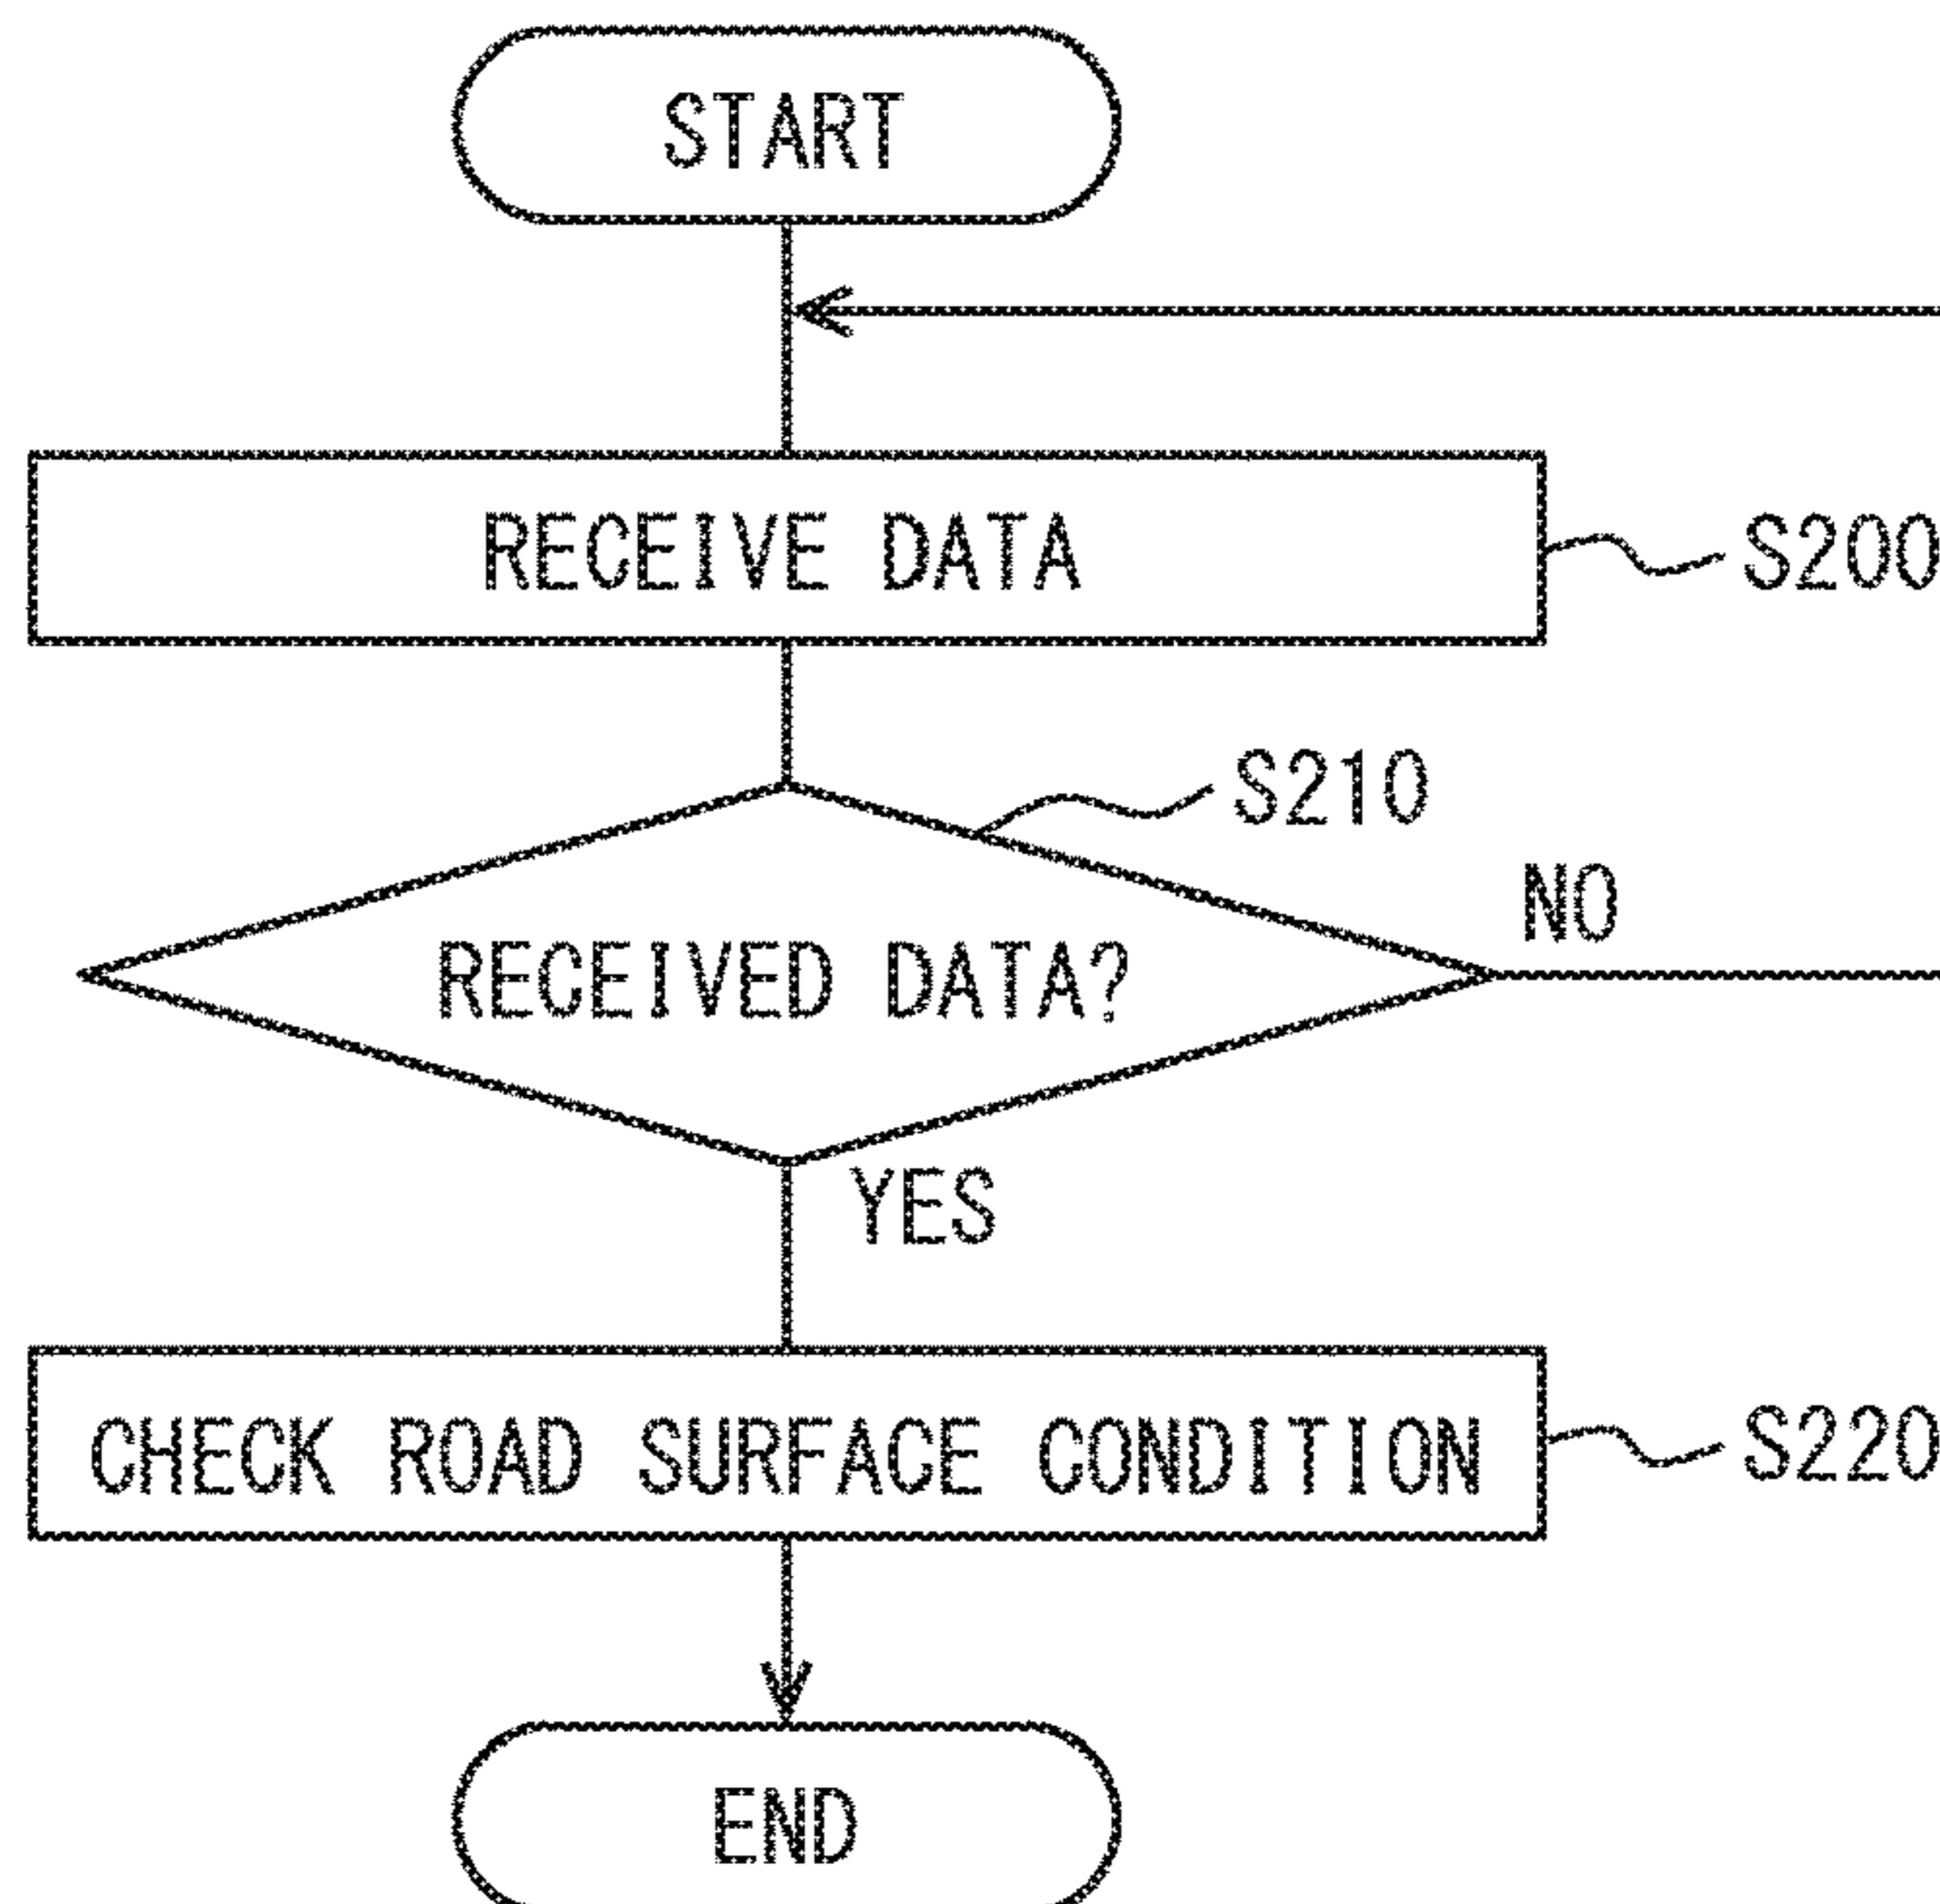 START
RECEIVE DATA
S200
S210
NO
RECEIVED DATA?
YES
CHECK ROAD SURFACE CONDITION
S220
END